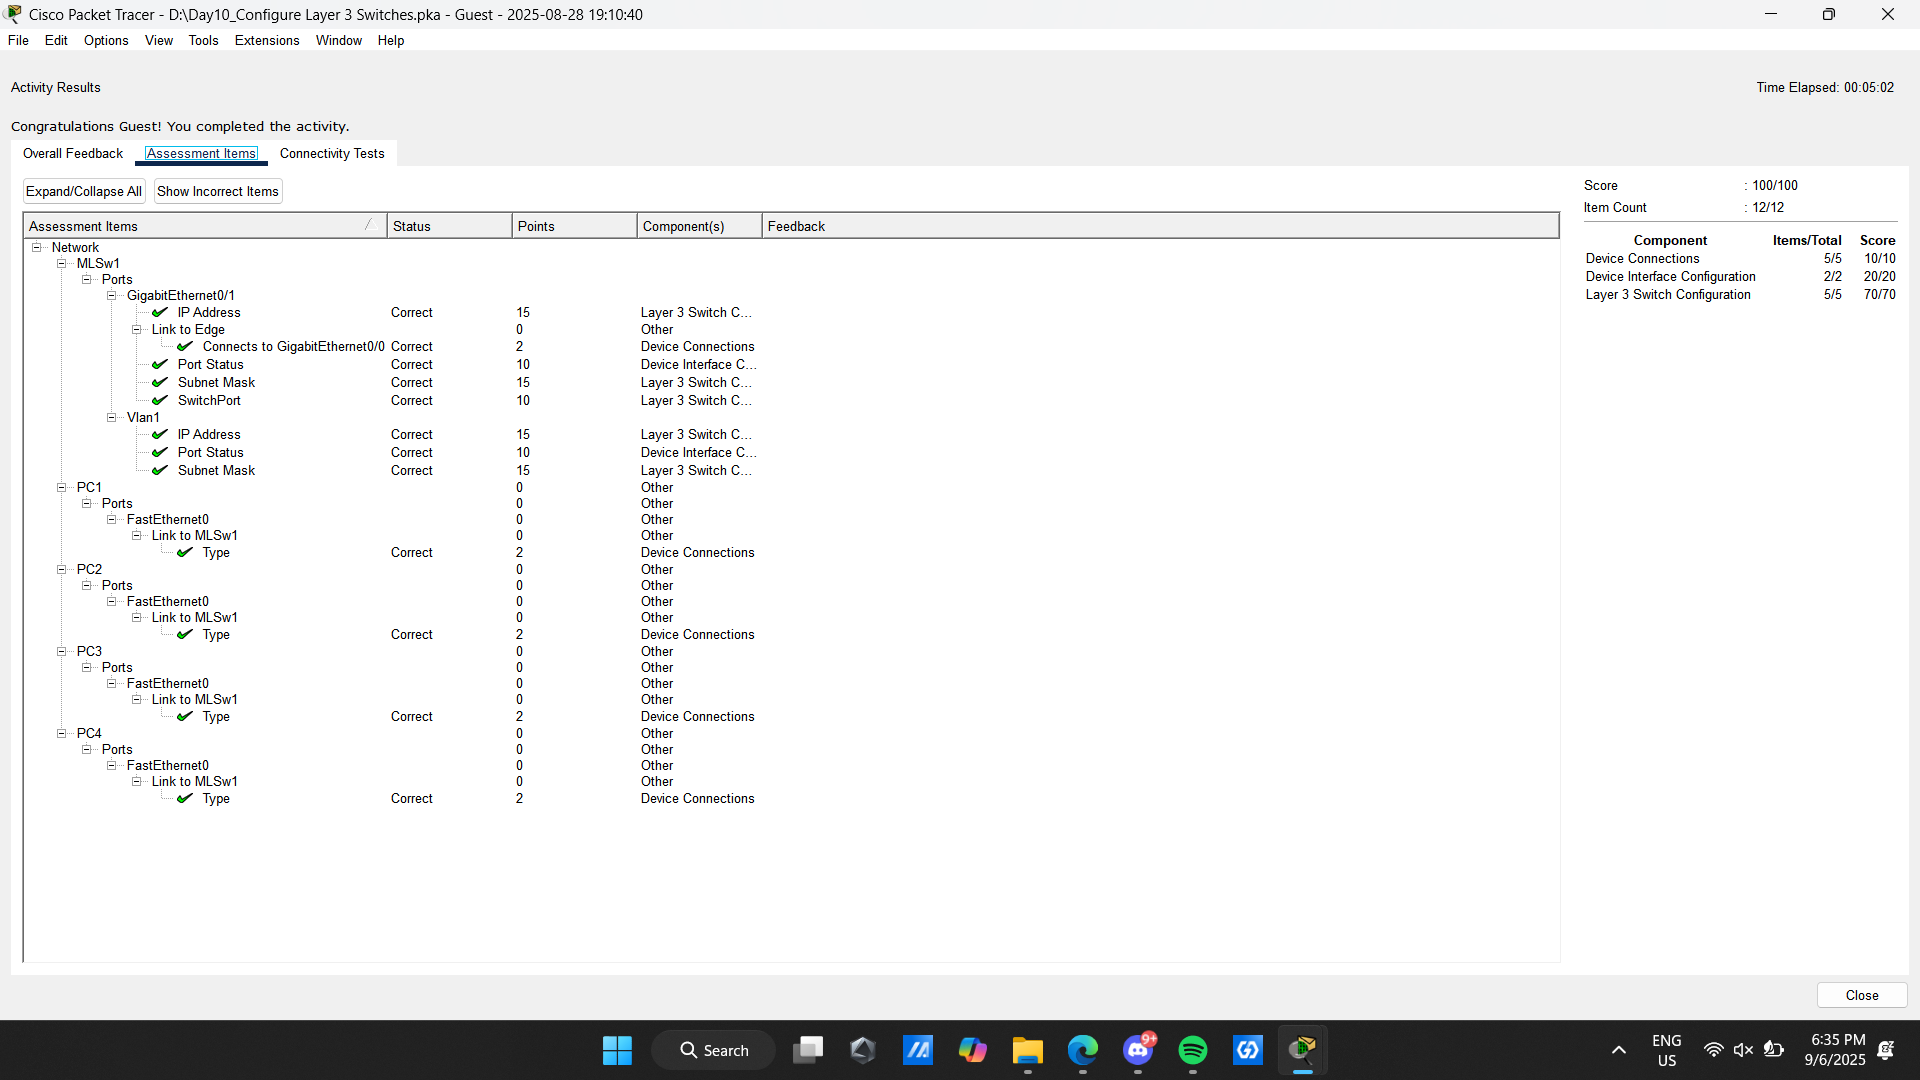 Cisco Packet Tracer - D:\Day10_Configure Layer 3 Switches.pka - Guest - 2025-08-28 19:10:40
File Edit Options View Tools Extensions Window Help
Activity Results
Time Elapsed: 00:05:02
Congratulations Guest! You completed the activity.
Overall Feedback Assessment Items Connectivity Tests
Expand/Collapse All Show Incorrect Items
Assessment Items Status Points Component(s) Feedback
Network
MLSw1
Ports
GigabitEthernet0/1
IP Address Correct 15 Layer 3 Switch C...
Link to Edge 0 Other
Connects to GigabitEthernet0/0 Correct 2 Device Connections
Port Status Correct 10 Device Interface C...
Subnet Mask Correct 15 Layer 3 Switch C...
SwitchPort Correct 10 Layer 3 Switch C...
Vlan1
IP Address Correct 15 Layer 3 Switch C...
Port Status Correct 10 Device Interface C...
Subnet Mask Correct 15 Layer 3 Switch C...
PC1 0 Other
Ports 0 Other
FastEthernet0 0 Other
Link to MLSw1 0 Other
Type Correct 2 Device Connections
PC2 0 Other
Ports 0 Other
FastEthernet0 0 Other
Link to MLSw1 0 Other
Type Correct 2 Device Connections
PC3 0 Other
Ports 0 Other
FastEthernet0 0 Other
Link to MLSw1 0 Other
Type Correct 2 Device Connections
PC4 0 Other
Ports 0 Other
FastEthernet0 0 Other
Link to MLSw1 0 Other
Type Correct 2 Device Connections
Score : 100/100
Item Count : 12/12
Component Items/Total Score
Device Connections 5/5 10/10
Device Interface Configuration 2/2 20/20
Layer 3 Switch Configuration 5/5 70/70
Close
Search
9+
ENG
US
6:35 PM
9/6/2025